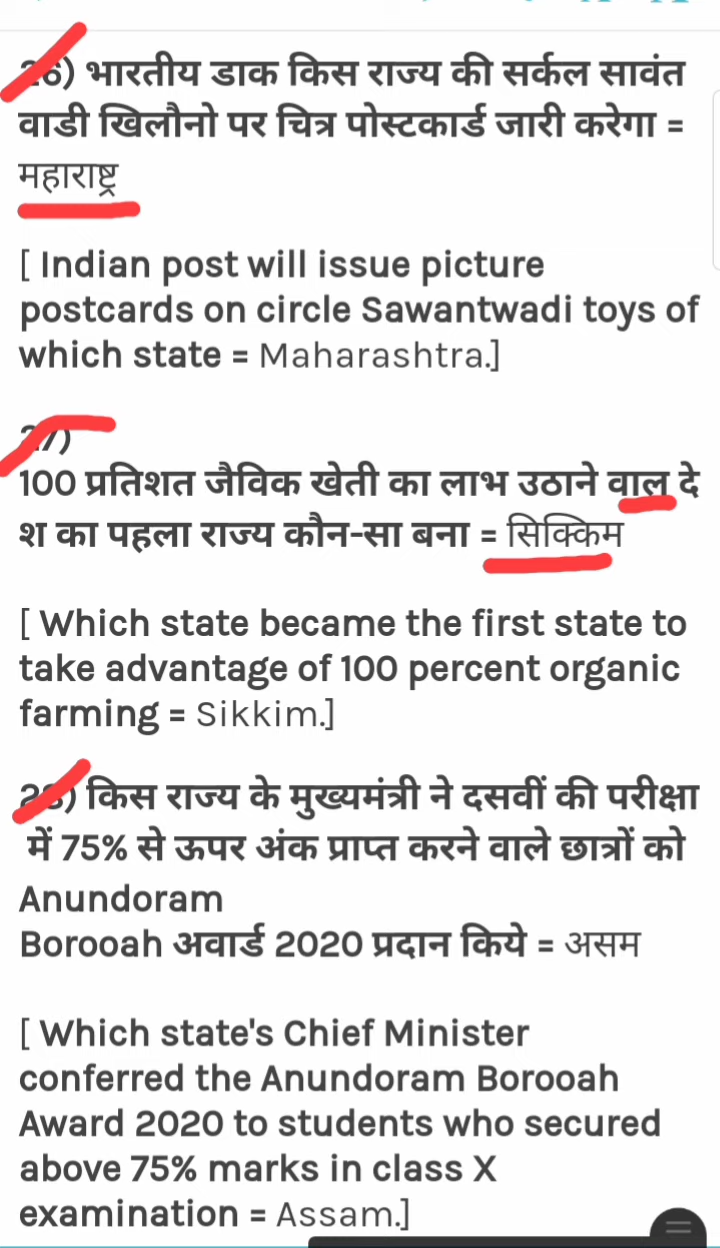 26) भारतीय डाक किस राज्य की सर्कल सावंत
वाडी खिलौनो पर चित्र पोस्टकार्ड जारी करेगा =
महाराष्ट्र
[ Indian post will issue picture
postcards on circle Sawantwadi toys of
which state = Maharashtra.]
27)
100 प्रतिशत जैविक खेती का लाभ उठाने वाल दे
श का पहला राज्य कौन-सा बना = सिक्किम
[ Which state became the first state to
take advantage of 100 percent organic
farming = Sikkim.]
28) किस राज्य के मुख्यमंत्री ने दसवीं की परीक्षा
में 75% से ऊपर अंक प्राप्त करने वाले छात्रों को
Anundoram
Borooah अवार्ड 2020 प्रदान किये = असम
[ Which state's Chief Minister
conferred the Anundoram Borooah
Award 2020 to students who secured
above 75% marks in class X
examination = Assam.]